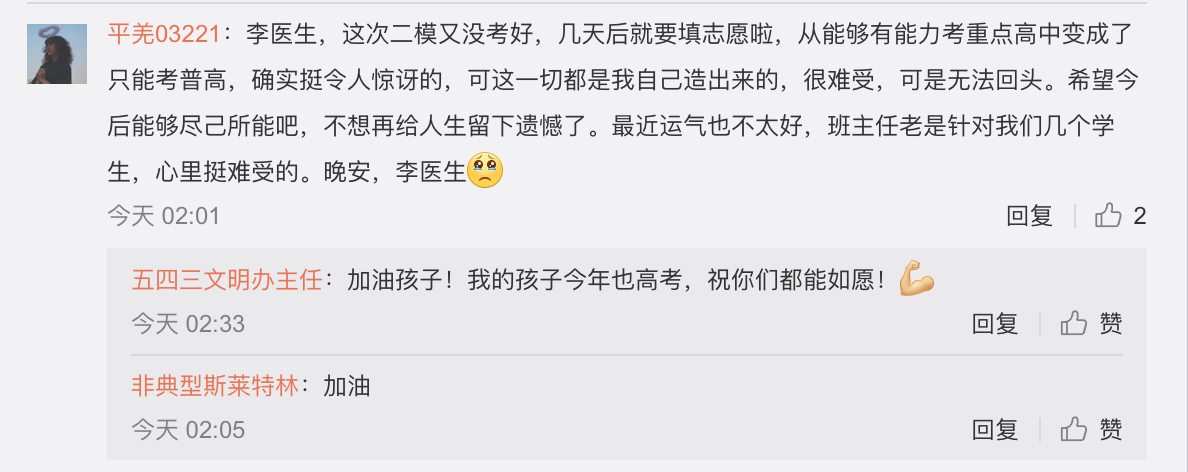 平羌03221：李医生，这次二模又没考好，几天后就要填志愿啦，从能够有能力考重点高中变成了
只能考普高，确实挺令人惊讶的，可这一切都是我自己造出来的，很难受，可是无法回头。希望今
后能够尽己所能吧，不想再给人生留下遗憾了。最近运气也不太好，班主任老是针对我们几个学
生，心里挺难受的。晚安，李医生
今天 02:01 回复 2
五四三文明办主任：加油孩子！我的孩子今年也高考，祝你们都能如愿！
今天 02:33 回复 赞
非典型斯莱特林：加油
今天 02:05 回复 赞